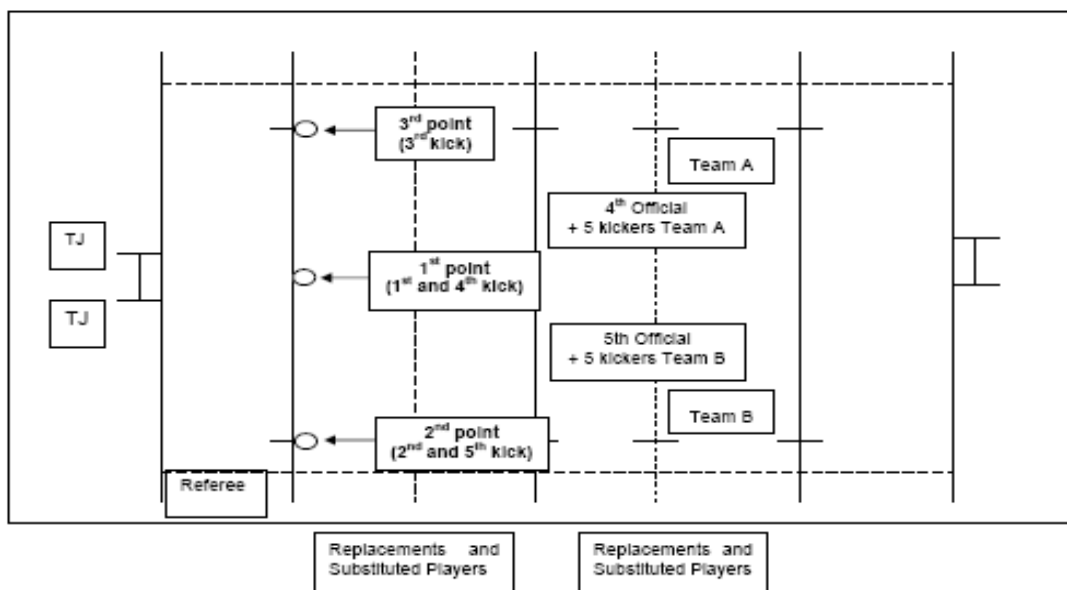 3rd point
(3rd kick)
Team A
4th Official
+ 5 kickers Team A
TJ
1st point
(1st and 4th kick)
TJ
5th Official
+ 5 kickers Team B
Team B
2nd point
(2nd and 5th kick)
Referee
Replacements and
Substituted Players
Replacements and
Substituted Players